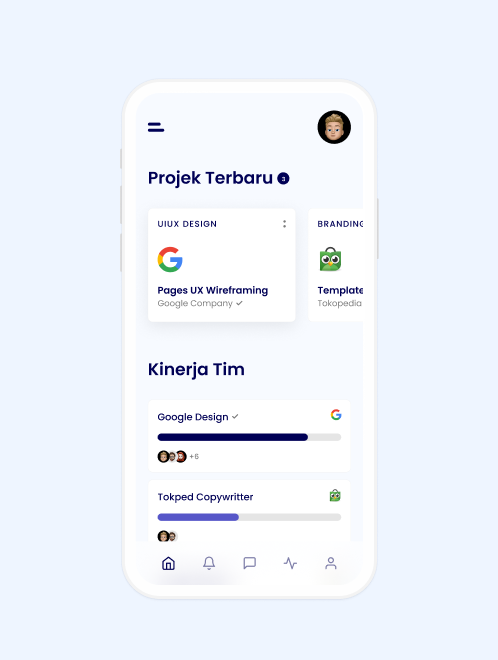 Projek Terbaru 3
UIUX DESIGN
Pages UX Wireframing
Google Company
BRANDING
Template
Tokopedia
Kinerja Tim
Google Design
+6
Tokped Copywritter